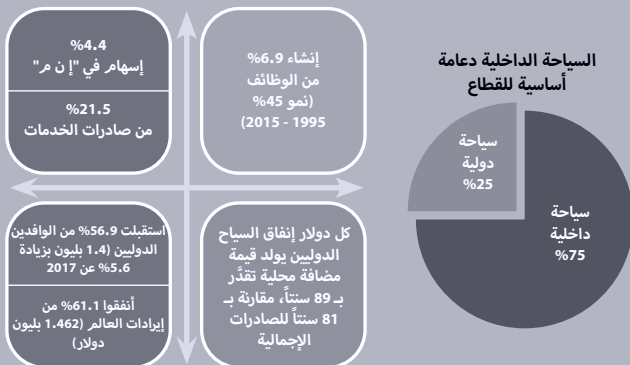 السياحة الداخلية دعامة
أساسية للقطاع
سياحة
دولية
%25
سياحة
داخلية
%75
إنشاء 6.9%
من الوظائف
(نمو 45%
1995 - 2015)
%4.4
إسهام في "إ ن م"
%21.5
من صادرات الخدمات
كل دولار إنفاق السياح
الدوليين يولد قيمة
مضافة محلية تقدَّر
بـ 89 سنتاً، مقارنة بـ
81 سنتاً للصادرات
الإجمالية
استقبلت 56.9% من الوافدين
الدوليين (1.4 بليون بزيادة
5.6% عن 2017
أنفقوا 61.1% من
إيرادات العالم (1.462 بليون
دولار)